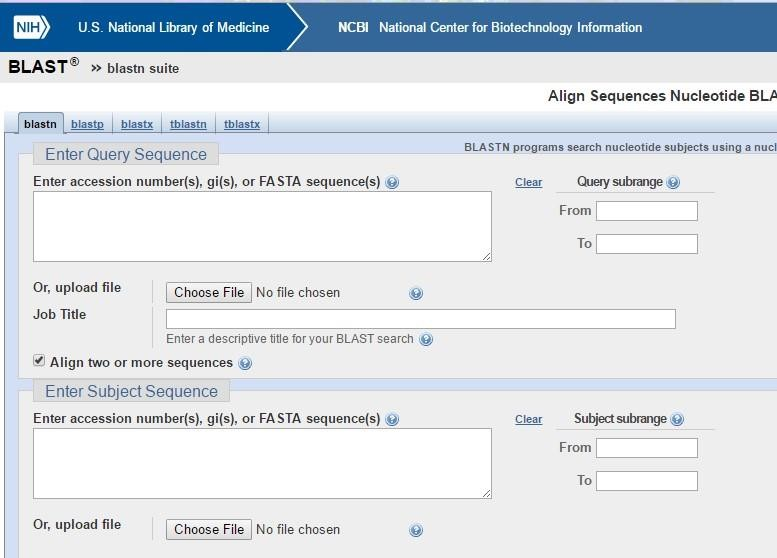 NIH U.S. National Library of Medicine NCBI National Center for Biotechnology Information
BLAST® » blastn suite
Align Sequences Nucleotide BLA
blastn blastp blastx tblastn tblastx
BLASTN programs search nucleotide subjects using a nucl
Enter Query Sequence
Enter accession number(s), gi(s), or FASTA sequence(s) ? Clear Query subrange ?
From
To
Or, upload file Choose File No file chosen ?
Job Title
Enter a descriptive title for your BLAST search ?
Align two or more sequences ?
Enter Subject Sequence
Enter accession number(s), gi(s), or FASTA sequence(s) ? Clear Subject subrange ?
From
To
Or, upload file Choose File No file chosen ?